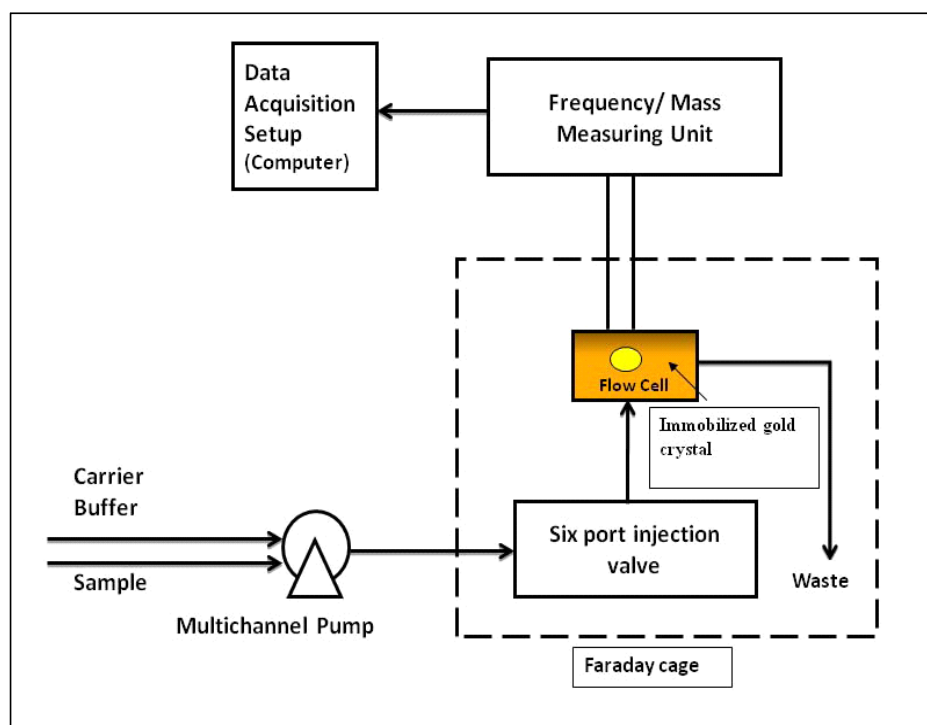 Data
Acquisition
Setup
(Computer)
Frequency/ Mass
Measuring Unit
Flow Cell
Immobilized gold
crystal
Carrier
Buffer
Sample
Multichannel Pump
Six port injection
valve
Waste
Faraday cage